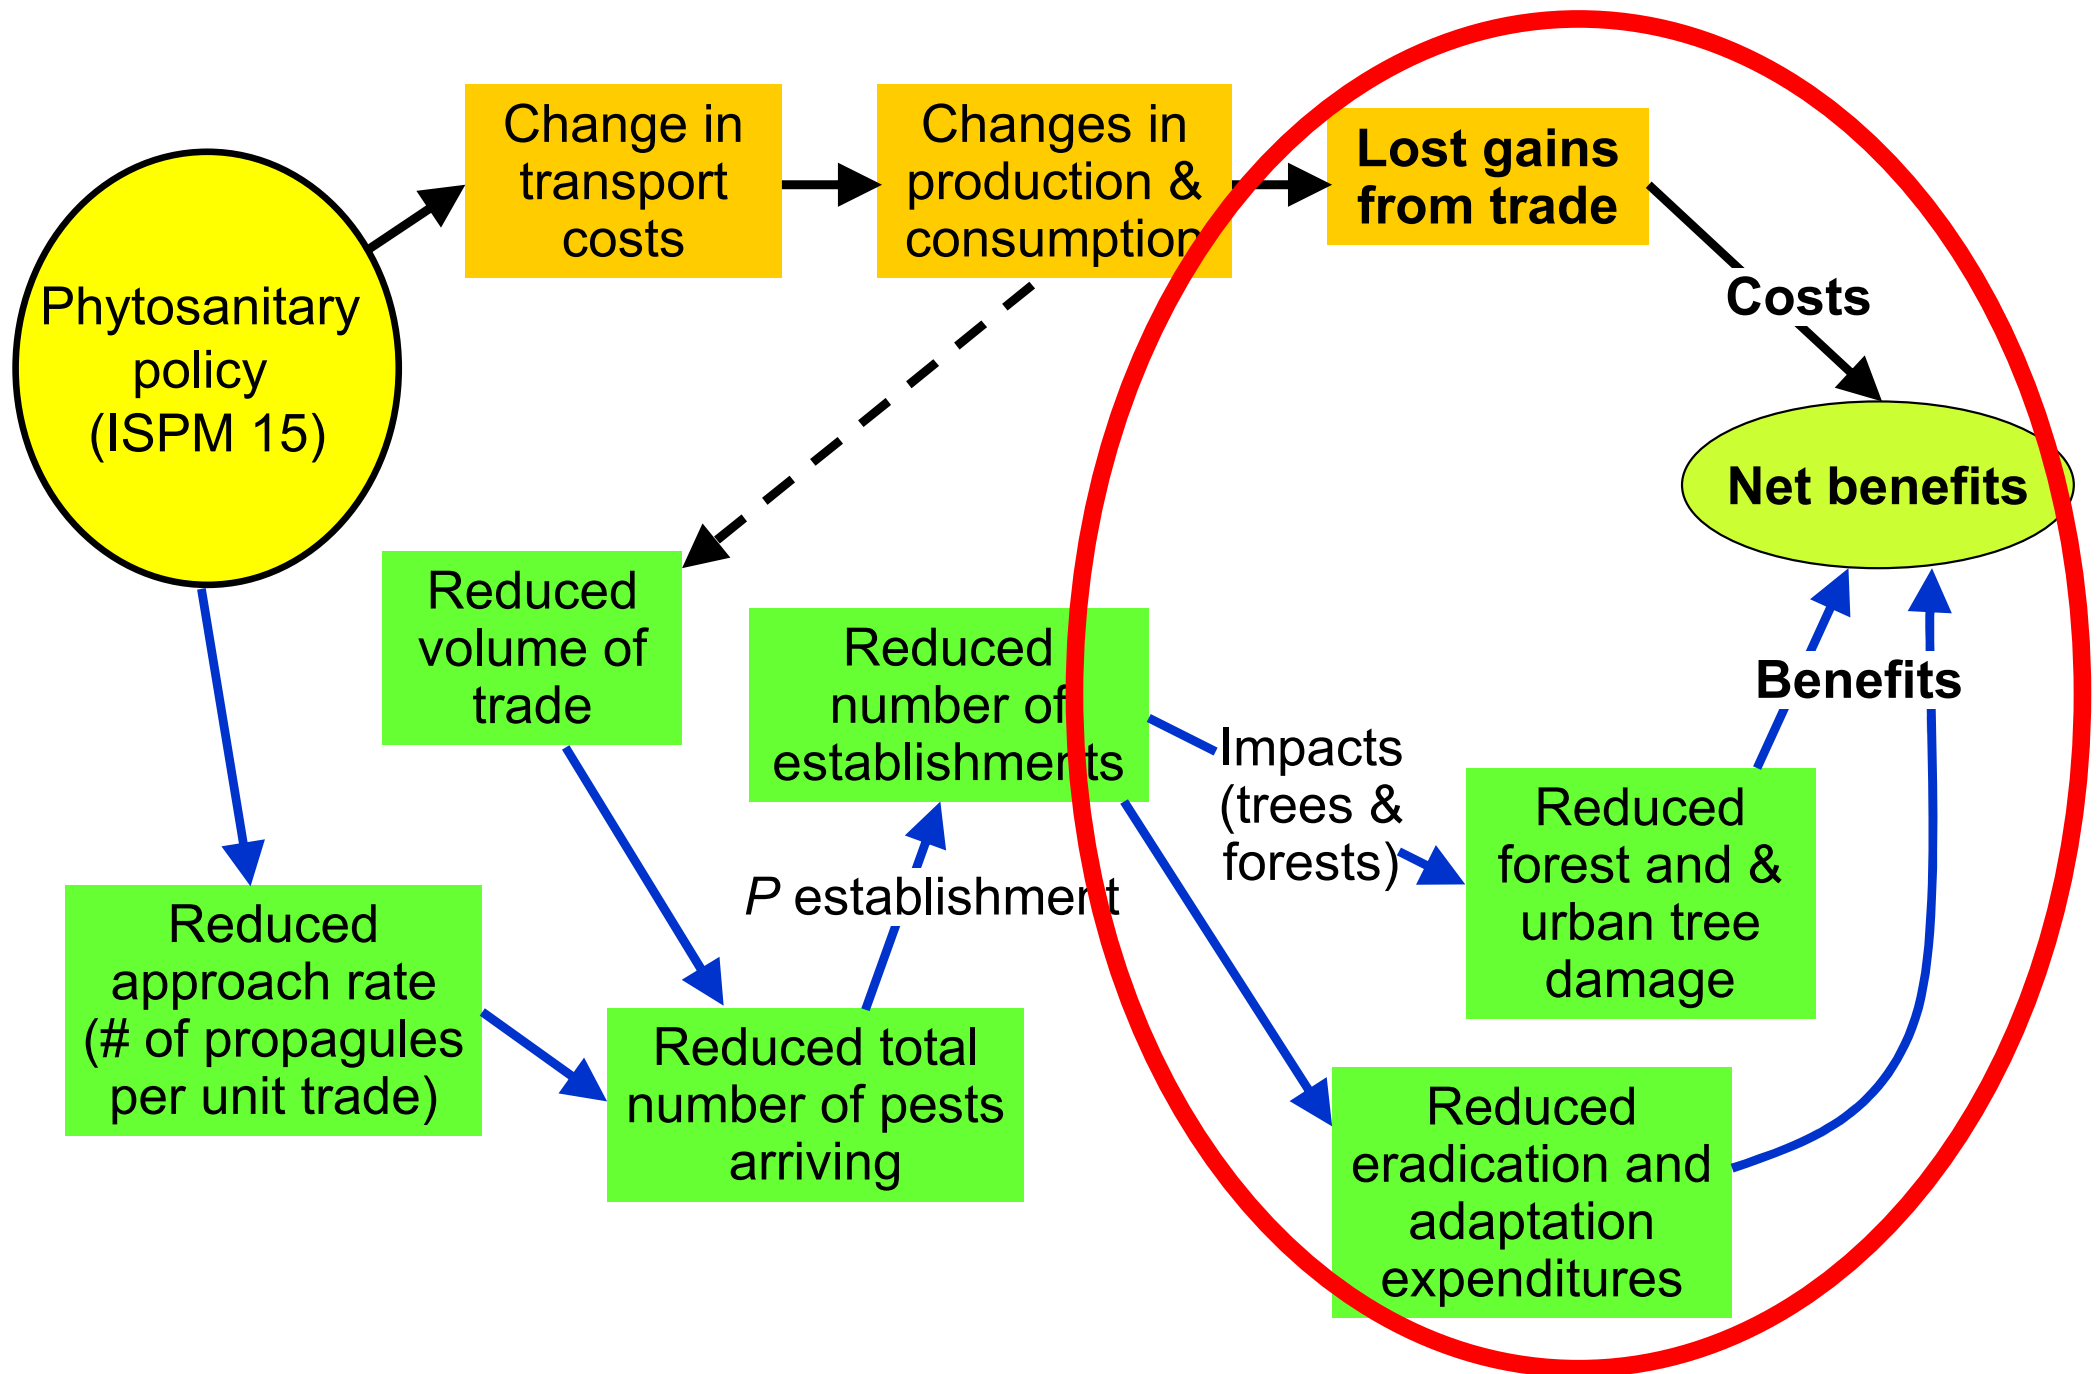 Phytosanitary
policy
(ISPM 15)
Change in
transport
costs
Changes in
production &
consumption
Lost gains
from trade
Costs
Net benefits
Benefits
Reduced
volume of
trade
Reduced
number of
establishments
Impacts
(trees &
forests)
Reduced
forest and &
urban tree
damage
P establishment
Reduced
approach rate
(# of propagules
per unit trade)
Reduced total
number of pests
arriving
Reduced
eradication and
adaptation
expenditures